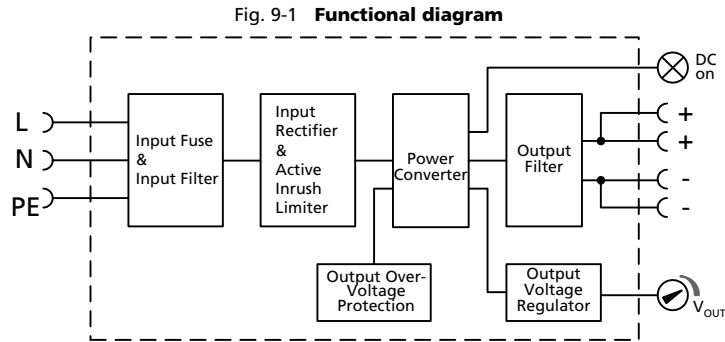 Fig. 9-1 Functional diagram
L
N
PE
Input Fuse
&
Input Filter
Input
Rectifier
&
Active
Inrush
Limiter
Power
Converter
Output
Filter
Output Over-
Voltage
Protection
Output
Voltage
Regulator
DC
on
+
+
-
-
VOUT